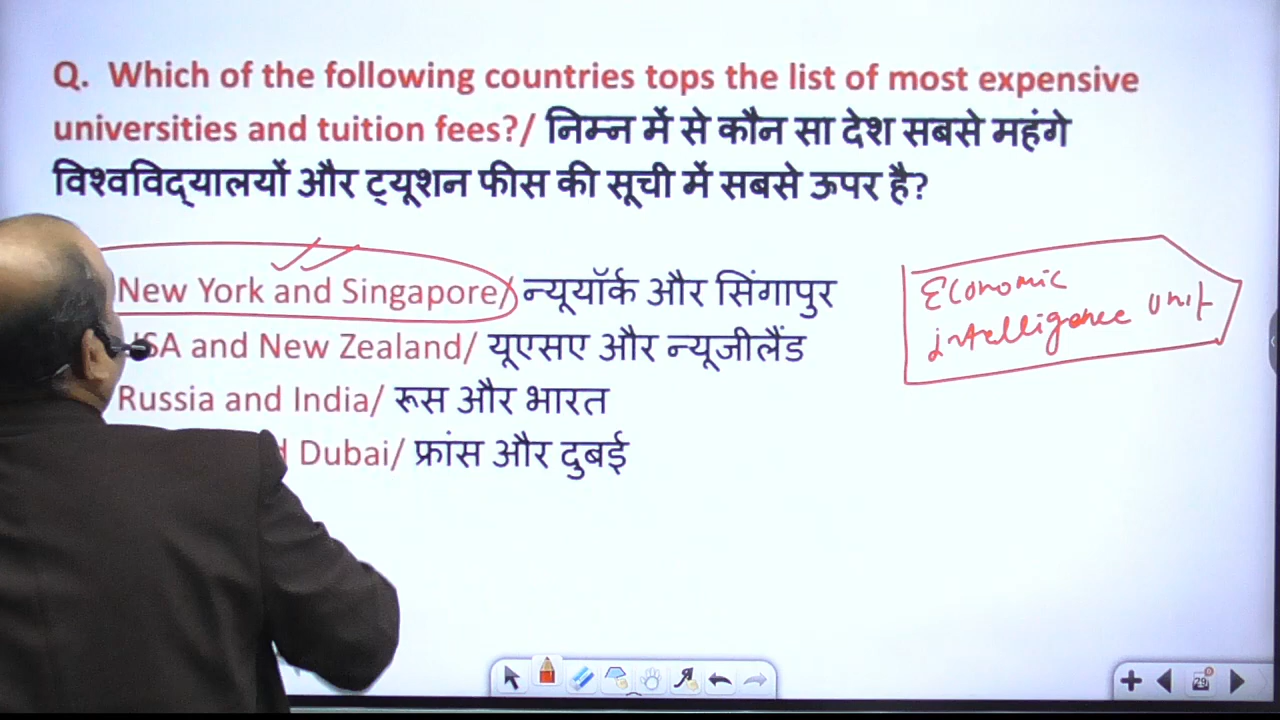 Q. Which of the following countries tops the list of most expensive
universities and tuition fees?/ निम्न में से कौन सा देश सबसे महंगे
विश्वविद्यालयों और ट्यूशन फीस की सूची में सबसे ऊपर है?
New York and Singapore/ न्यूयॉर्क और सिंगापुर
USA and New Zealand/ यूएसए और न्यूजीलैंड
Russia and India/ रूस और भारत
Dubai/ फ्रांस और दुबई
Economic
intelligence unit
29